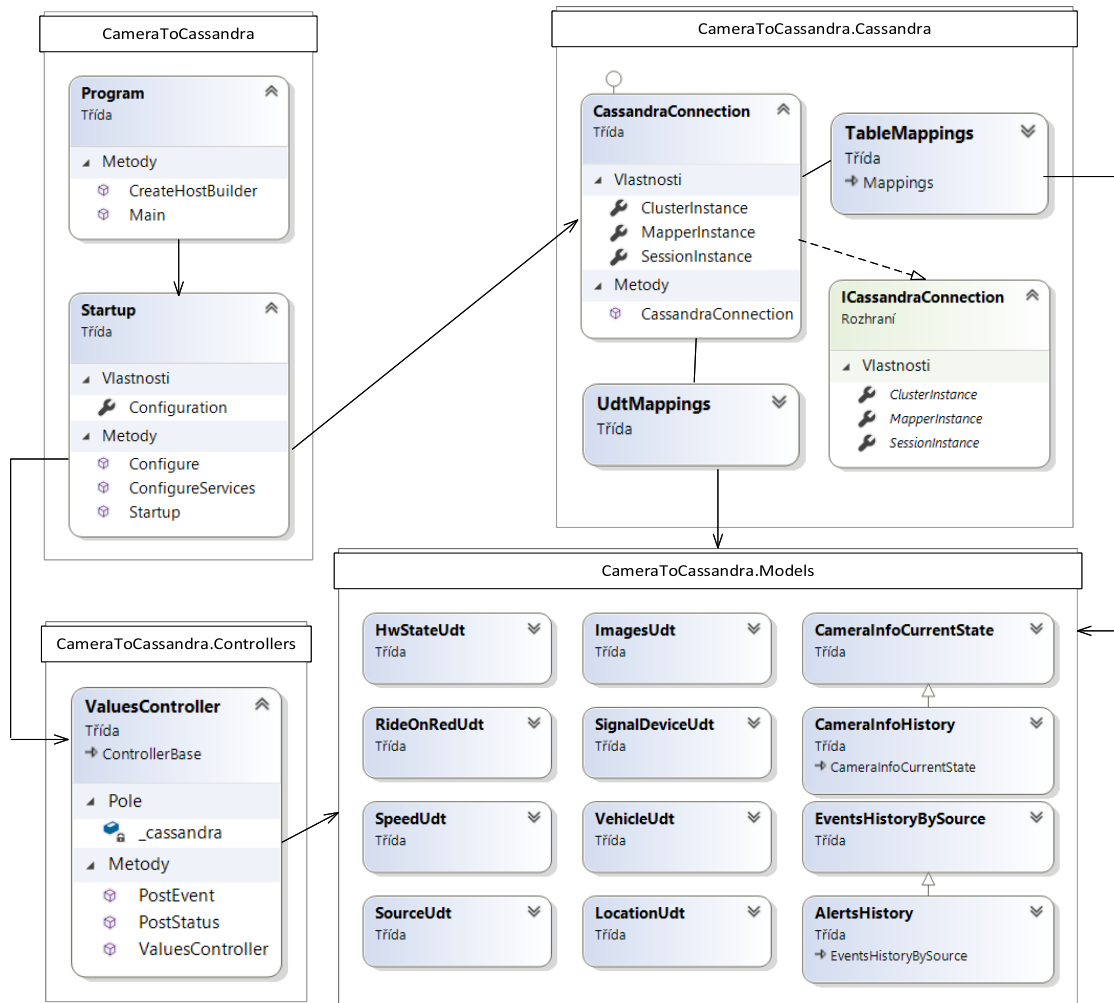 CameraToCassandra
Program
Třída
Metody
CreateHostBuilder
Main
Startup
Třída
Vlastnosti
Configuration
Metody
Configure
ConfigureServices
Startup
CameraToCassandra.Cassandra
CassandraConnection
Třída
Vlastnosti
ClusterInstance
MapperInstance
SessionInstance
Metody
CassandraConnection
TableMappings
Třída
Mappings
ICassandraConnection
Rozhraní
Vlastnosti
ClusterInstance
MapperInstance
SessionInstance
UdtMappings
Třída
CameraToCassandra.Controllers
ValuesController
Třída
ControllerBase
Pole
_cassandra
Metody
PostEvent
PostStatus
ValuesController
CameraToCassandra.Models
HwStateUdt
Třída
ImagesUdt
Třída
CameraInfoCurrentState
Třída
RideOnRedUdt
Třída
SignalDeviceUdt
Třída
CameraInfoHistory
Třída
CameraInfoCurrentState
SpeedUdt
Třída
VehicleUdt
Třída
EventsHistoryBySource
Třída
SourceUdt
Třída
LocationUdt
Třída
AlertsHistory
Třída
EventsHistoryBySource